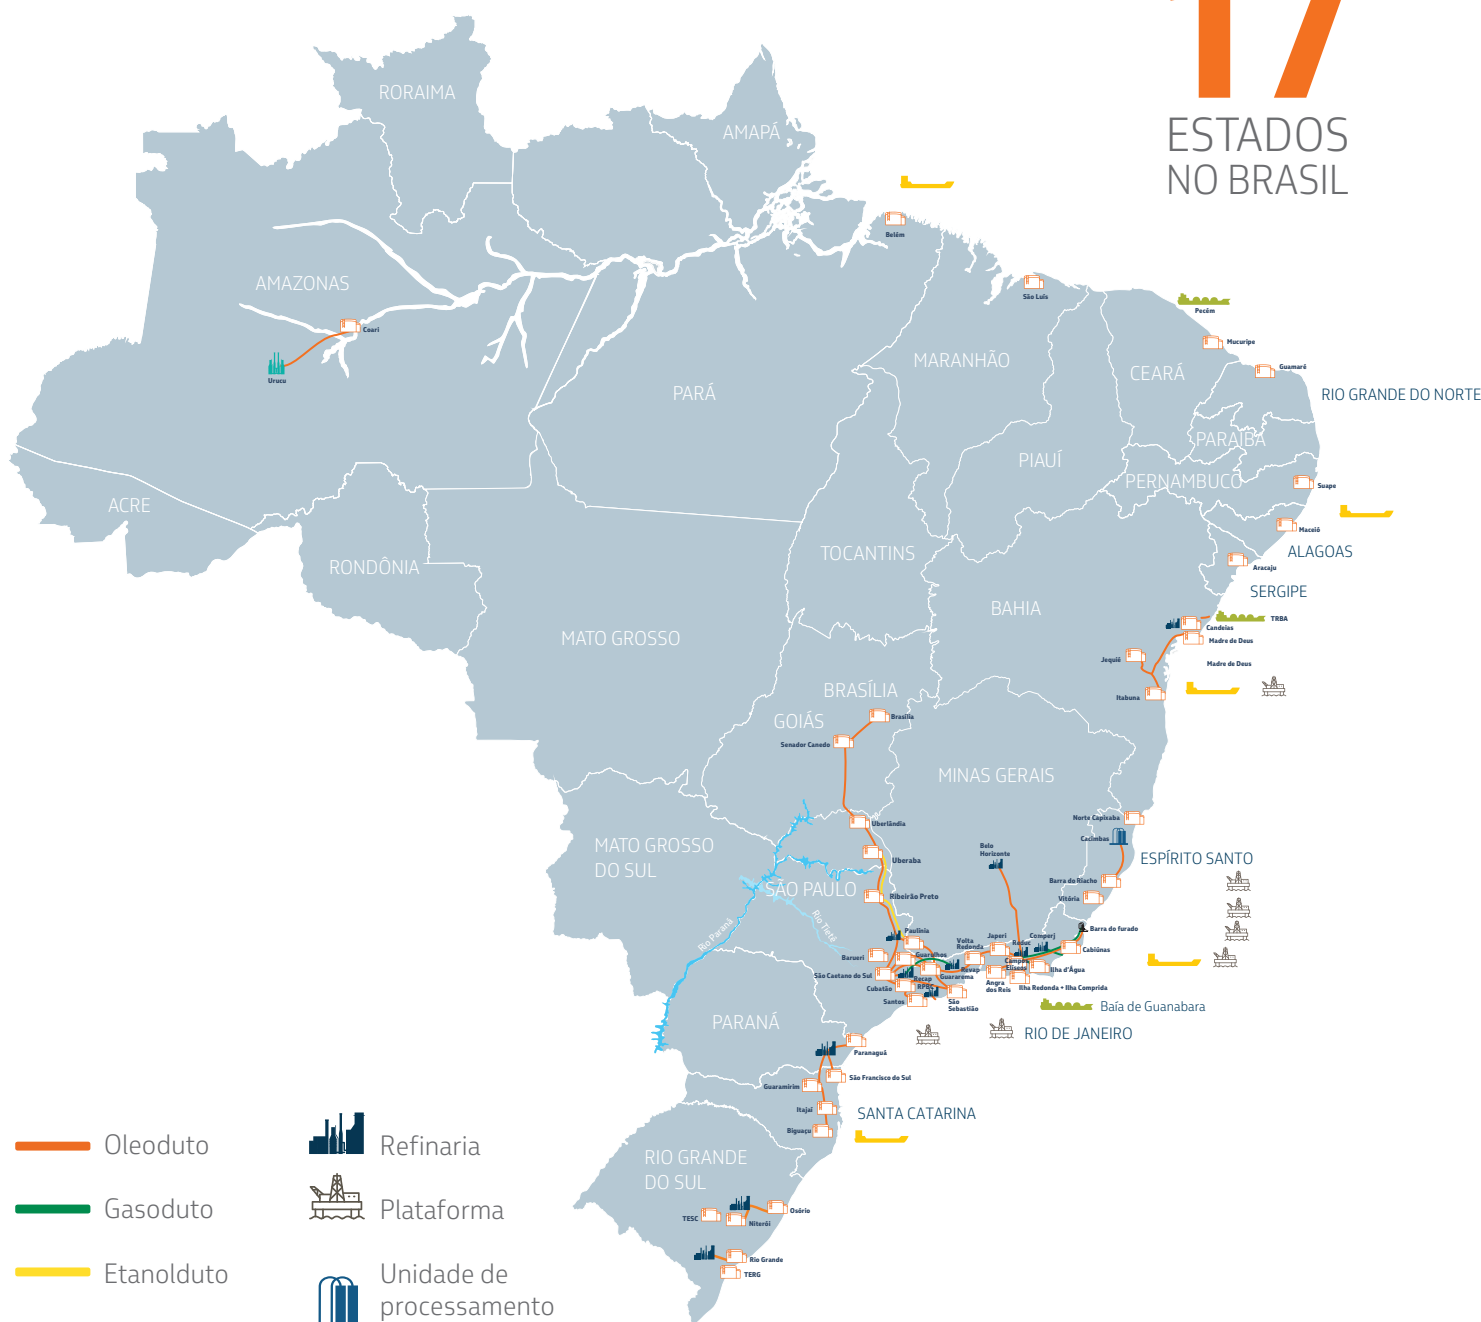 17
ESTADOS
NO BRASIL
RORAIMA
AMAPÁ
Belém
AMAZONAS
São Luís
Pecém
Coari
Urucu
Mucuripe
MARANHÃO
CEARÁ
Guamaré
PARÁ
RIO GRANDE DO NORTE
PARAÍBA
PIAUÍ
PERNAMBUCO
Suape
ACRE
Maceió
ALAGOAS
TOCANTINS
RONDÔNIA
Aracaju
SERGIPE
BAHIA
TRBA
Candeias
MATO GROSSO
Madre de Deus
Jequié
Madre de Deus
BRASÍLIA
Itabuna
GOIÁS
Brasília
Senador Canedo
MINAS GERAIS
Norte Capixaba
Uberlândia
Cacimbas
MATO GROSSO
DO SUL
Belo
Horizonte
Uberaba
ESPÍRITO SANTO
Barra do Riacho
SÃO PAULO
Ribeirão Preto
Vitória
Rio Paraná
Rio Tietê
Paulínia
Barra do furado
Volta
Redonda
Japeri
Comperj
Reduc
Cabiúnas
Barueri
Guarulhos
Campos
Elíseos
Revap
Ilha d'Água
São Caetano do Sul
Recap
Guararema
Angra
dos Reis
Cubatão
RPBC
Ilha Redonda + Ilha Comprida
Santos
São
Sebastião
Baía de Guanabara
PARANÁ
RIO DE JANEIRO
Paranaguá
São Francisco do Sul
Guaramirim
Itajaí
SANTA CATARINA
Biguaçu
Oleoduto
Refinaria
RIO GRANDE
DO SUL
Gasoduto
Plataforma
Osório
TESC
Niterói
Rio Grande
TERG
Etanolduto
Unidade de
processamento